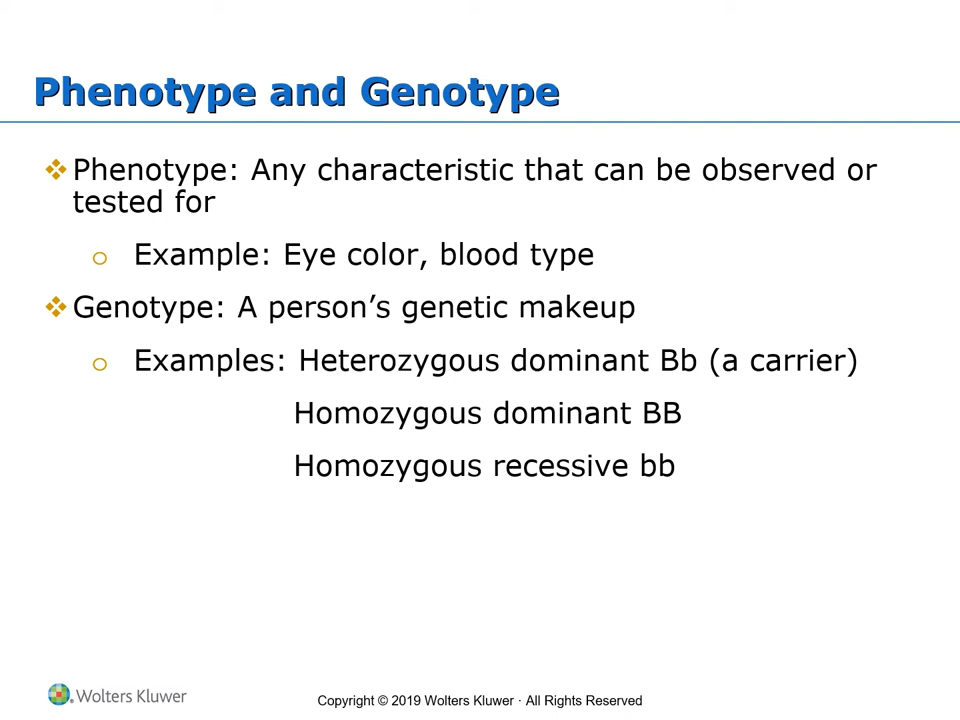 Phenotype and Genotype
❖ Phenotype: Any characteristic that can be observed or
tested for
o Example: Eye color, blood type
❖ Genotype: A person’s genetic makeup
o Examples: Heterozygous dominant Bb (a carrier)
Homozygous dominant BB
Homozygous recessive bb
Wolters Kluwer
Copyright © 2019 Wolters Kluwer · All Rights Reserved